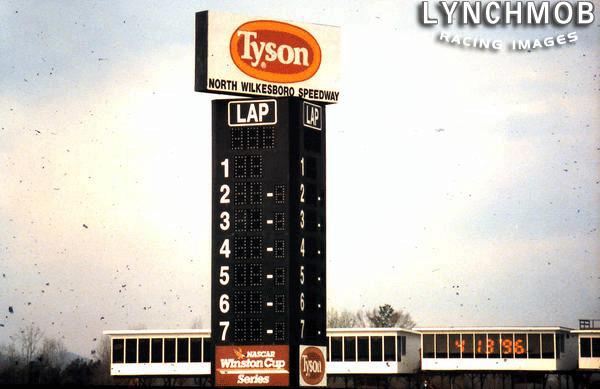 LYNCHMOB
RACING IMAGES
Tyson
NORTH WILKESBORO SPEEDWAY
LAP LAP
1 1
2 2
3 3
4 4
5 5
6 6
7 7
NASCAR
Winston Cup
Series
Tyson
4 13 96